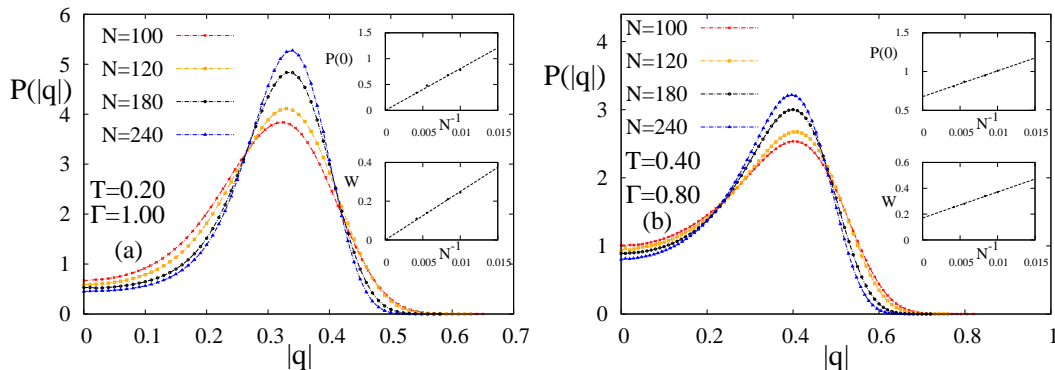 6
5
4
3
2
1
0
0
0.1
0.2
0.3
0.4
0.5
0.6
0.7
P(|q|)
|q|
N=100
N=120
N=180
N=240
T=0.20
Γ=1.00
(a)
1.5
1
0.5
0
P(0)
0
0.005
0.01
0.015
N⁻¹
0.4
0.2
0
W
0
0.005
0.01
0.015
N⁻¹
4
3
2
1
0
0
0.2
0.4
0.6
0.8
1
P(|q|)
|q|
N=100
N=120
N=180
N=240
T=0.40
Γ=0.80
(b)
1.5
1
0.5
P(0)
0
0.005
0.01
0.015
N⁻¹
0.6
0.4
0.2
0
W
0
0.005
0.01
0.015
N⁻¹